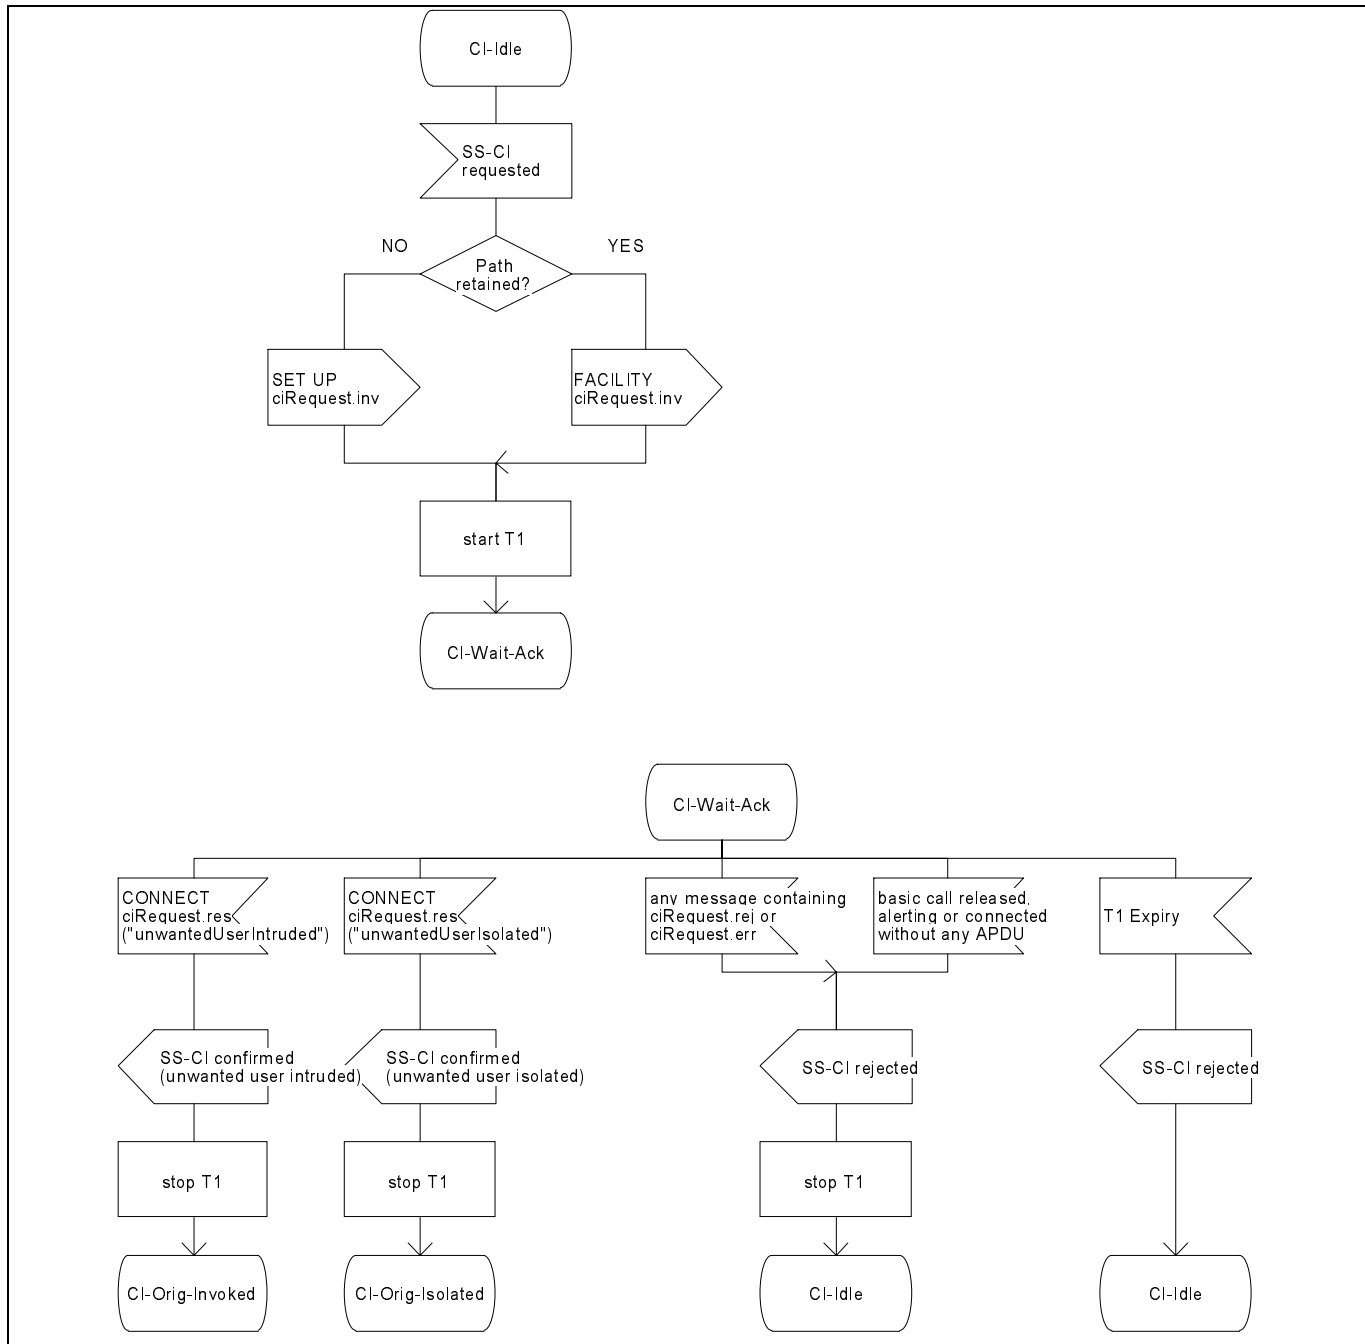 CI-Idle
SS-CI
requested
NO
YES
Path
retained?
SET UP
ciRequest.inv
FACILITY
ciRequest.inv
start T1
CI-Wait-Ack
CI-Wait-Ack
CONNECT
ciRequest.res
("unwantedUserIntruded")
CONNECT
ciRequest.res
("unwantedUserIsolated")
any message containing
ciRequest.rej or
ciRequest.err
basic call released,
alerting or connected
without any APDU
T1 Expiry
SS-CI confirmed
(unwanted user intruded)
SS-CI confirmed
(unwanted user isolated)
SS-CI rejected
SS-CI rejected
stop T1
stop T1
stop T1
CI-Orig-Invoked
CI-Orig-Isolated
CI-Idle
CI-Idle